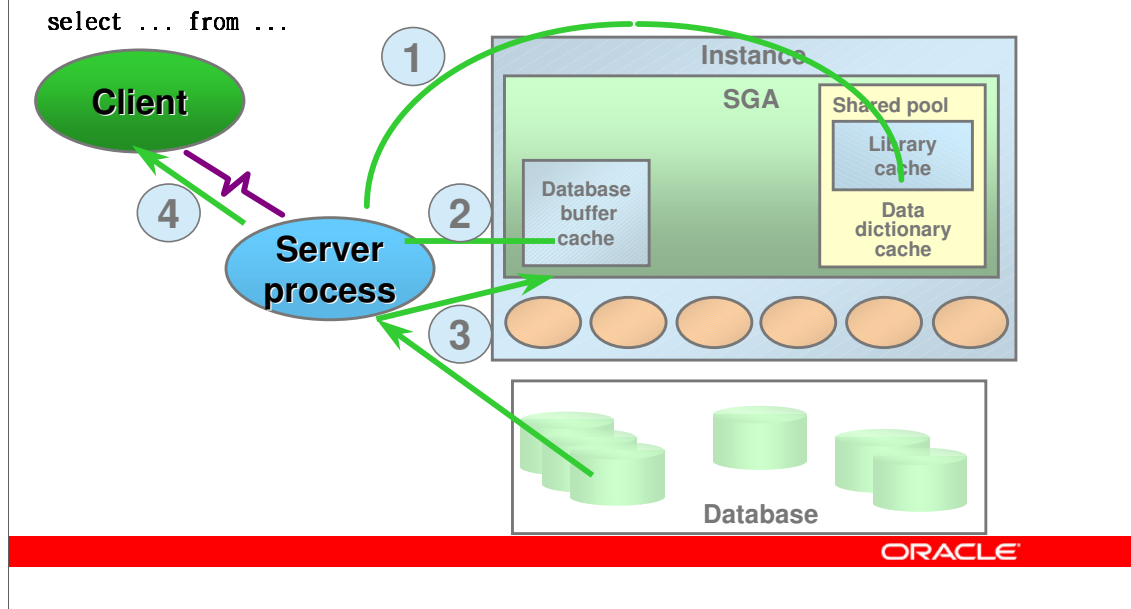 select ... from ...
Client
1
Instance
SGA
Shared pool
Library
cache
Database
buffer
cache
Data
dictionary
cache
2
4
Server
process
3
Database
ORACLE